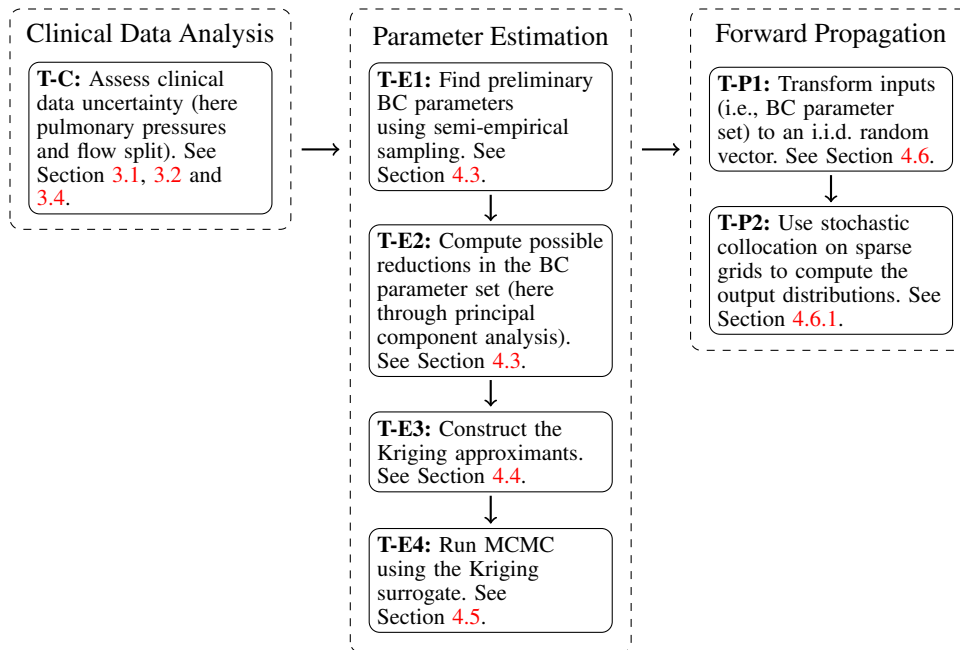 Clinical Data Analysis
T-C: Assess clinical
data uncertainty (here
pulmonary pressures
and flow split). See
Section 3.1, 3.2 and
3.4.
Parameter Estimation
T-E1: Find preliminary
BC parameters
using semi-empirical
sampling. See
Section 4.3.
T-E2: Compute possible
reductions in the BC
parameter set (here
through principal
component analysis).
See Section 4.3.
T-E3: Construct the
Kriging approximants.
See Section 4.4.
T-E4: Run MCMC
using the Kriging
surrogate. See
Section 4.5.
Forward Propagation
T-P1: Transform inputs
(i.e., BC parameter
set) to an i.i.d. random
vector. See Section 4.6.
T-P2: Use stochastic
collocation on sparse
grids to compute the
output distributions. See
Section 4.6.1.